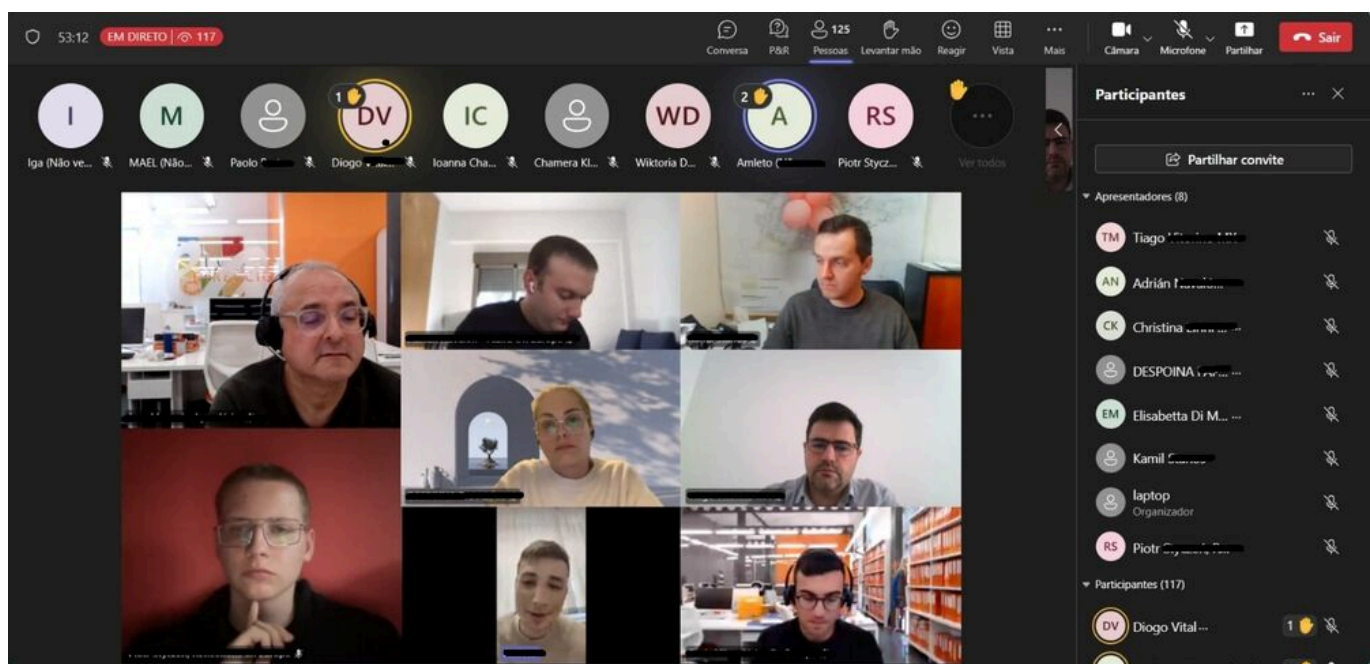 53:12 EM DIRETO 117
125
Conversa P&R Pessoas Levantar mão Reagir Vista Mais Câmara Microfone Partilhar Sair
1 2
I M DV IC WD A RS ...
Iga (Não ve... MAEL (Não... Paolo Diogo Ioanna Cha... Chamera Kl... Wiktoria D... Amleto Piotr Stycz... Ver todos
Participantes
Partilhar convite
Apresentadores (8)
TM Tiago
AN Adrián
CK Christina ...
DESPOINA ...
EM Elisabetta Di M... ...
Kamil
laptop
Organizador
RS Piotr
Participantes (117)
DV Diogo Vital ... 1